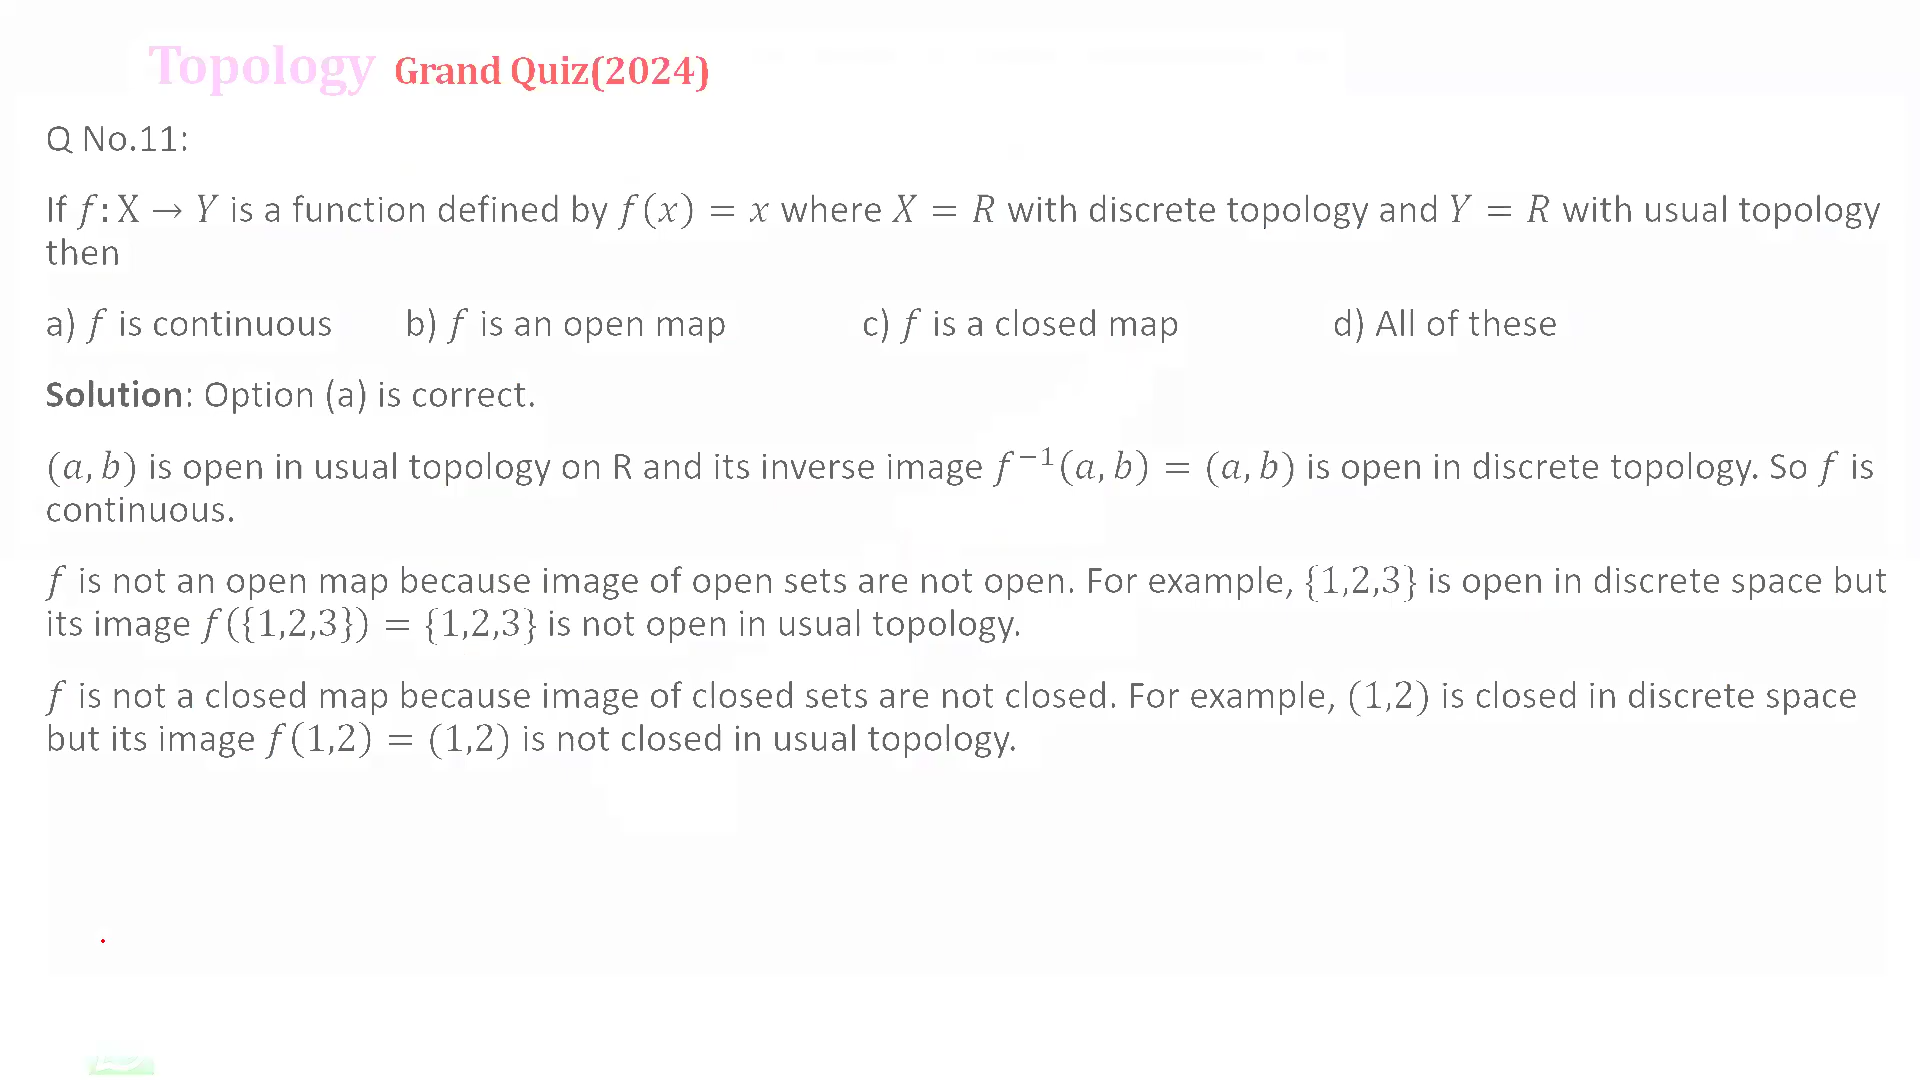 Topology Grand Quiz(2024)
Q No.11:
If f: X → Y is a function defined by f(x) = x where X = R with discrete topology and Y = R with usual topology
then
a) f is continuous b) f is an open map c) f is a closed map d) All of these
Solution: Option (a) is correct.
(a, b) is open in usual topology on R and its inverse image f⁻¹(a, b) = (a, b) is open in discrete topology. So f is
continuous.
f is not an open map because image of open sets are not open. For example, {1,2,3} is open in discrete space but
its image f({1,2,3}) = {1,2,3} is not open in usual topology.
f is not a closed map because image of closed sets are not closed. For example, (1,2) is closed in discrete space
but its image f(1,2) = (1,2) is not closed in usual topology.